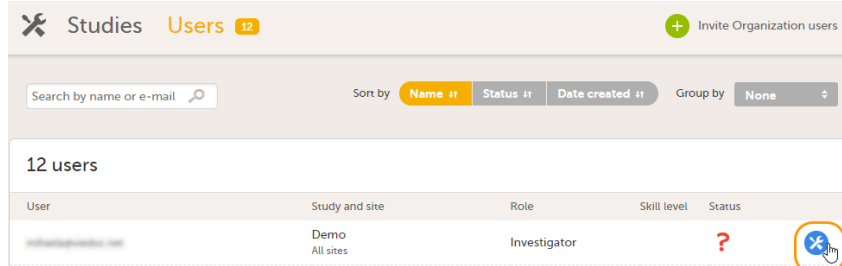 Studies Users 12 Invite Organization users
Search by name or e-mail Sort by Name Status Date created Group by None
12 users
User Study and site Role Skill level Status
Demo
All sites
Investigator ?